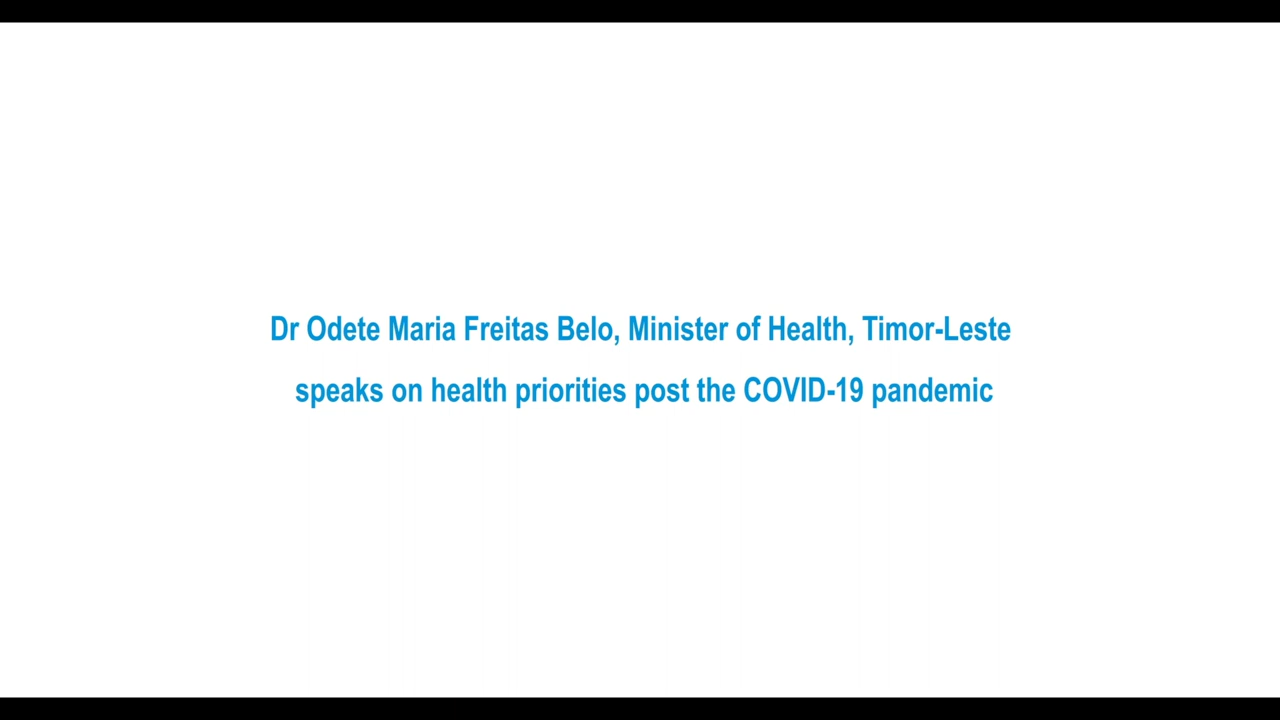 Dr Odete Maria Freitas Belo, Minister of Health, Timor-Leste
speaks on health priorities post the COVID-19 pandemic